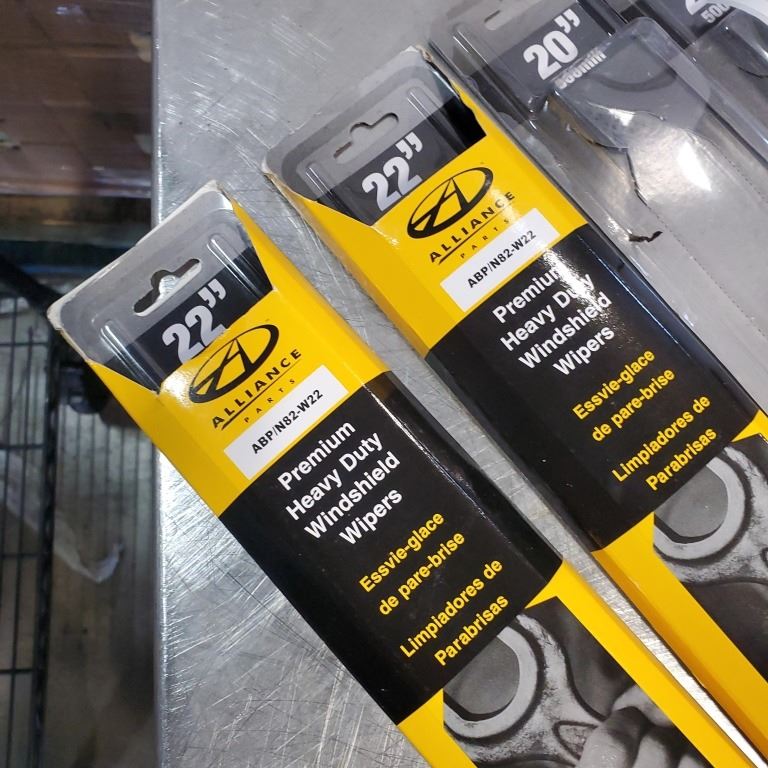 22”
ALLIANCE
PARTS
ABP/N82-W22
Premium
Heavy Duty
Windshield
Wipers
Essvie-glace
de pare-brise
Limpiadores de
Parabrisas
22”
ALLIANCE
PARTS
ABP/N82-W22
Premium
Heavy Duty
Windshield
Wipers
Essvie-glace
de pare-brise
Limpiadores de
Parabrisas
20”